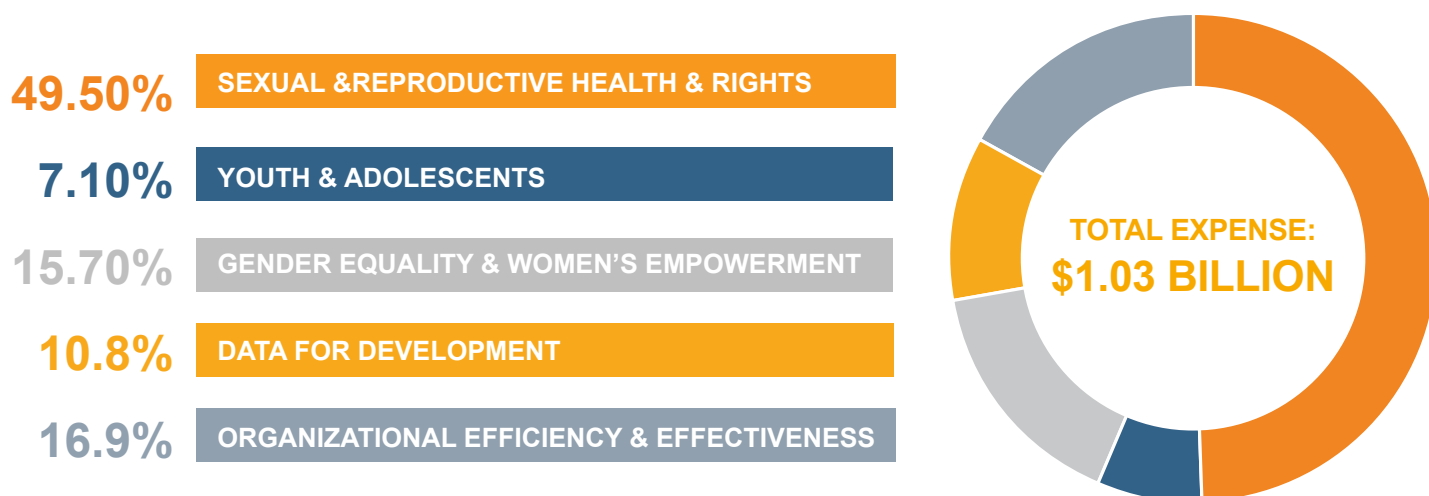 49.50% SEXUAL &REPRODUCTIVE HEALTH & RIGHTS
7.10% YOUTH & ADOLESCENTS
15.70% GENDER EQUALITY & WOMEN’S EMPOWERMENT
10.8% DATA FOR DEVELOPMENT
16.9% ORGANIZATIONAL EFFICIENCY & EFFECTIVENESS
TOTAL EXPENSE:
$1.03 BILLION